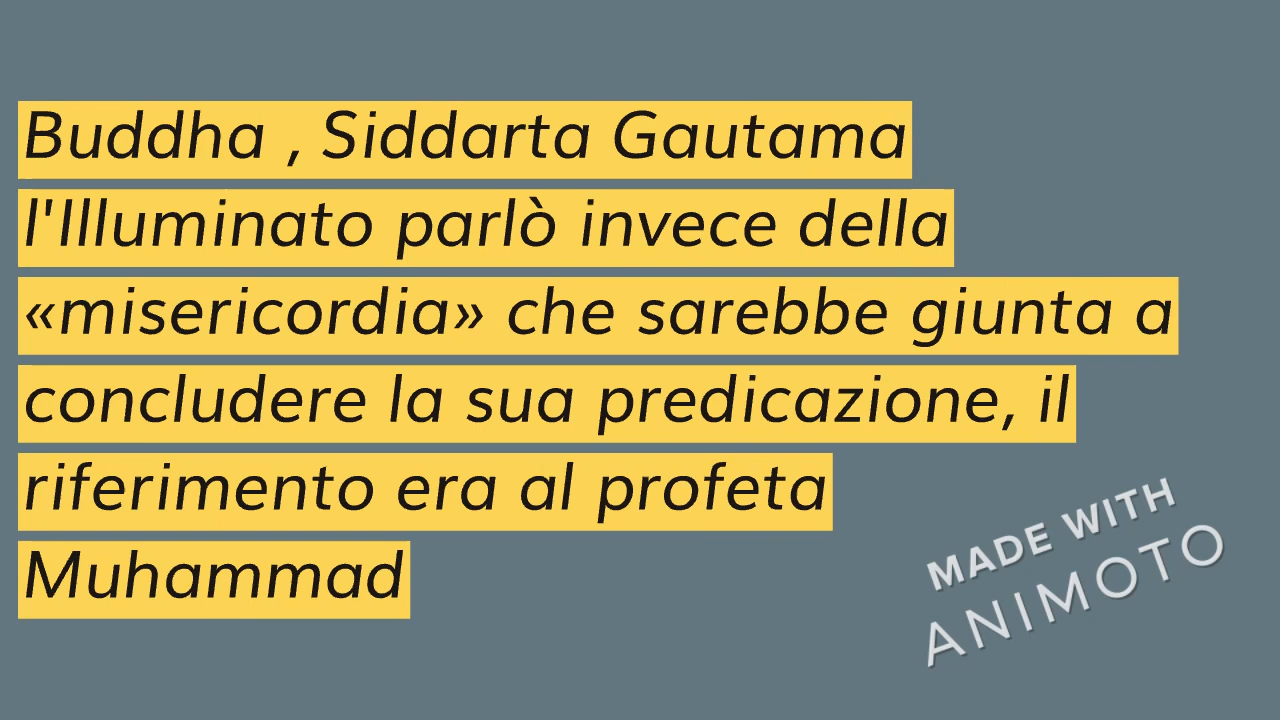 Buddha , Siddarta Gautama
l'Illuminato parlò invece della
«misericordia» che sarebbe giunta a
concludere la sua predicazione, il
riferimento era al profeta
Muhammad
MADE WITH
ANIMOTO